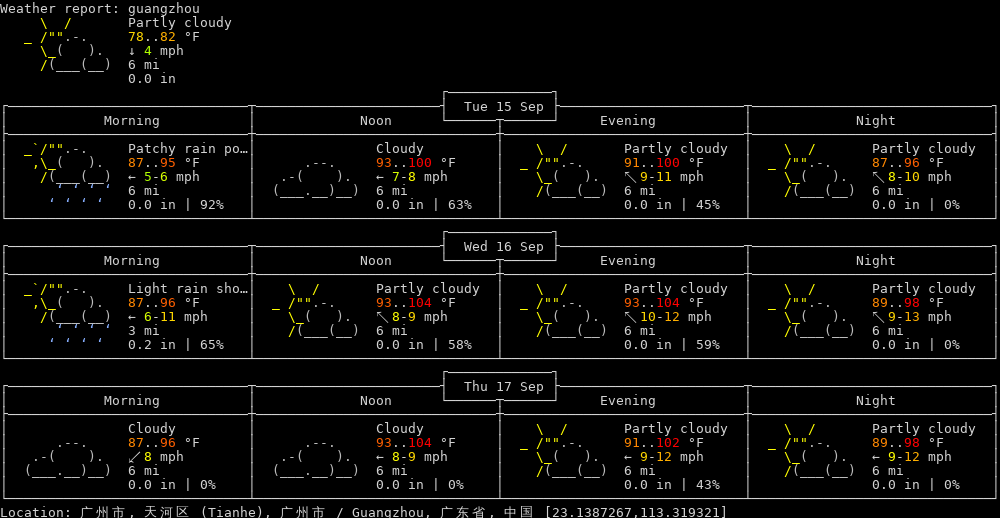 Weather report: guangzhou
Partly cloudy
78..82 °F
↓ 4 mph
6 mi
0.0 in
Tue 15 Sep
Morning Noon Evening Night
Patchy rain po… Cloudy Partly cloudy Partly cloudy
87..95 °F 93..100 °F 91..100 °F 87..96 °F
← 5-6 mph ← 7-8 mph ↖ 9-11 mph ↖ 8-10 mph
6 mi 6 mi 6 mi 6 mi
0.0 in | 92% 0.0 in | 63% 0.0 in | 45% 0.0 in | 0%
Wed 16 Sep
Morning Noon Evening Night
Light rain sho… Partly cloudy Partly cloudy Partly cloudy
87..96 °F 93..104 °F 93..104 °F 89..98 °F
← 6-11 mph ↖ 8-9 mph ↖ 10-12 mph ↖ 9-13 mph
3 mi 6 mi 6 mi 6 mi
0.2 in | 65% 0.0 in | 58% 0.0 in | 59% 0.0 in | 0%
Thu 17 Sep
Morning Noon Evening Night
Cloudy Cloudy Partly cloudy Partly cloudy
87..96 °F 93..104 °F 91..102 °F 89..98 °F
↙ 8 mph ← 8-9 mph ← 9-12 mph ← 9-12 mph
6 mi 6 mi 6 mi 6 mi
0.0 in | 0% 0.0 in | 0% 0.0 in | 43% 0.0 in | 0%
Location: 广州市, 天河区 (Tianhe), 广州市 / Guangzhou, 广东省, 中国 [23.1387267,113.319321]